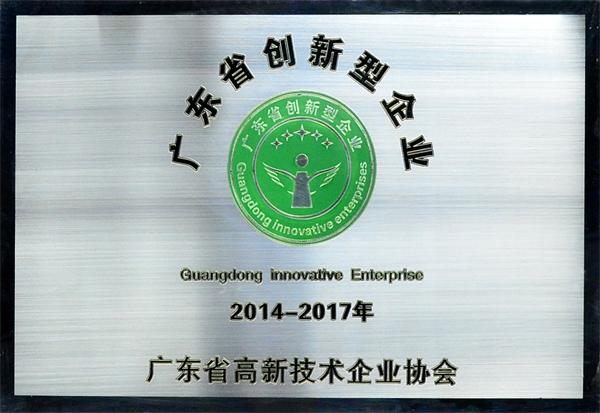 广东省创新型企业
广东省创新型企业
Guangdong innovative enterprises
Guangdong innovative Enterprise
2014-2017年
广东省高新技术企业协会